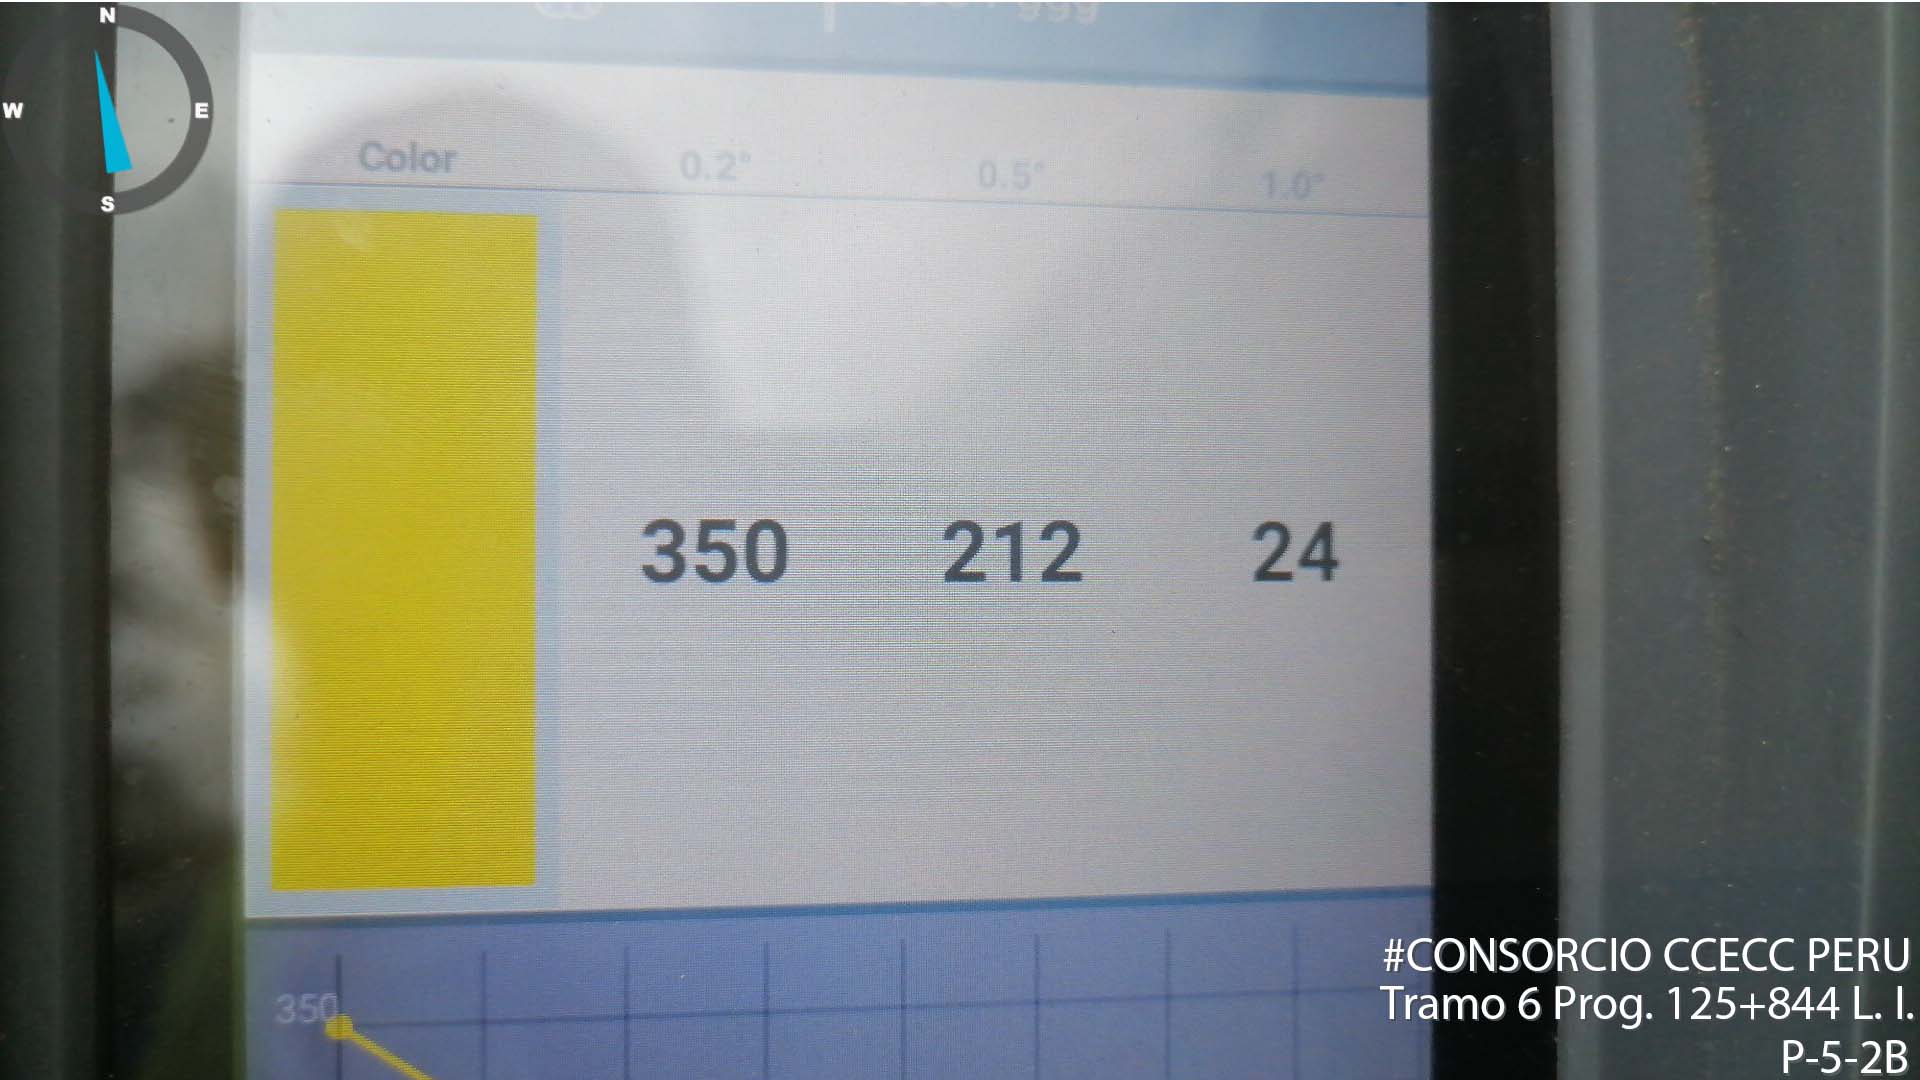 N
W E
S
Color 0.2° 0.5° 1.0°
350 212 24
350
#CONSORCIO CCECC PERU
Tramo 6 Prog. 125+844 L. I.
P-5-2B